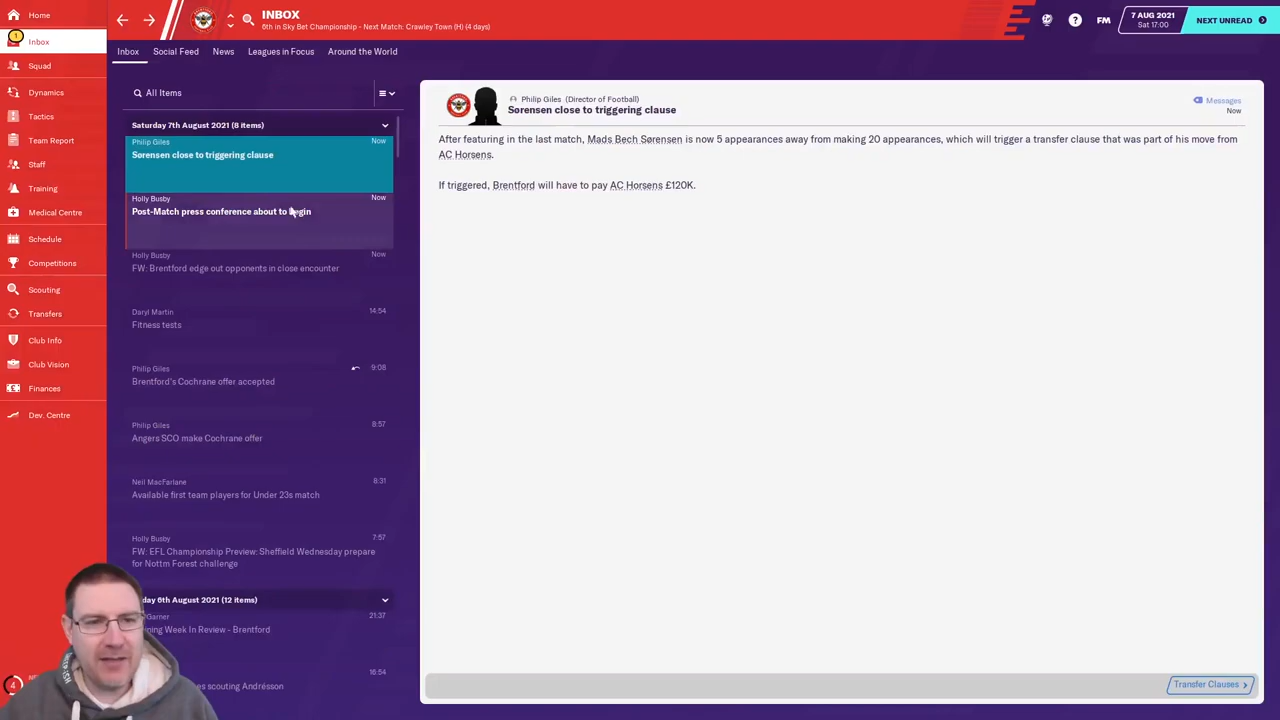 Home
INBOX
6th in Sky Bet Championship - Next Match: Crawley Town (H) (4 days)
?
FM
7 AUG 2021
Sat 17:00
NEXT UNREAD
1
Inbox
Squad
Dynamics
Tactics
Team Report
Staff
Training
Medical Centre
Schedule
Competitions
Scouting
Transfers
Club Info
Club Vision
Finances
Dev. Centre
4
Inbox
Social Feed
News
Leagues in Focus
Around the World
All Items
Saturday 7th August 2021 (8 items)
Philip Giles
Now
Sørensen close to triggering clause
Holly Busby
Now
Post-Match press conference about to begin
Holly Busby
Now
FW: Brentford edge out opponents in close encounter
Daryl Martin
14:54
Fitness tests
Philip Giles
9:08
Brentford's Cochrane offer accepted
Philip Giles
8:57
Angers SCO make Cochrane offer
Neil MacFarlane
8:31
Available first team players for Under 23s match
Holly Busby
7:57
FW: EFL Championship Preview: Sheffield Wednesday prepare
for Nottm Forest challenge
day 6th August 2021 (12 items)
Garner
21:37
ning Week In Review - Brentford
16:54
es scouting Andrésson
Philip Giles (Director of Football)
Sørensen close to triggering clause
Messages
Now
After featuring in the last match, Mads Bech Sørensen is now 5 appearances away from making 20 appearances, which will trigger a transfer clause that was part of his move from
AC Horsens.
If triggered, Brentford will have to pay AC Horsens £120K.
Transfer Clauses